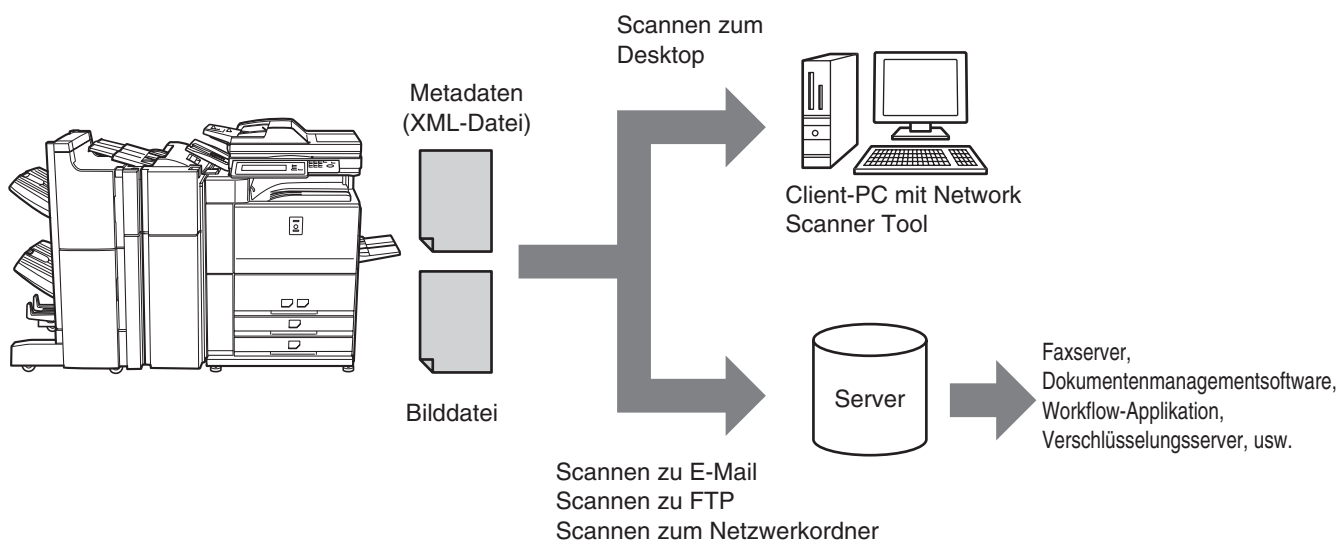 Scannen zum
Desktop
Metadaten
(XML-Datei)
Client-PC mit Network
Scanner Tool
Bilddatei
Server
Faxserver,
Dokumentenmanagementsoftware,
Workflow-Applikation,
Verschlüsselungsserver, usw.
Scannen zu E-Mail
Scannen zu FTP
Scannen zum Netzwerkordner